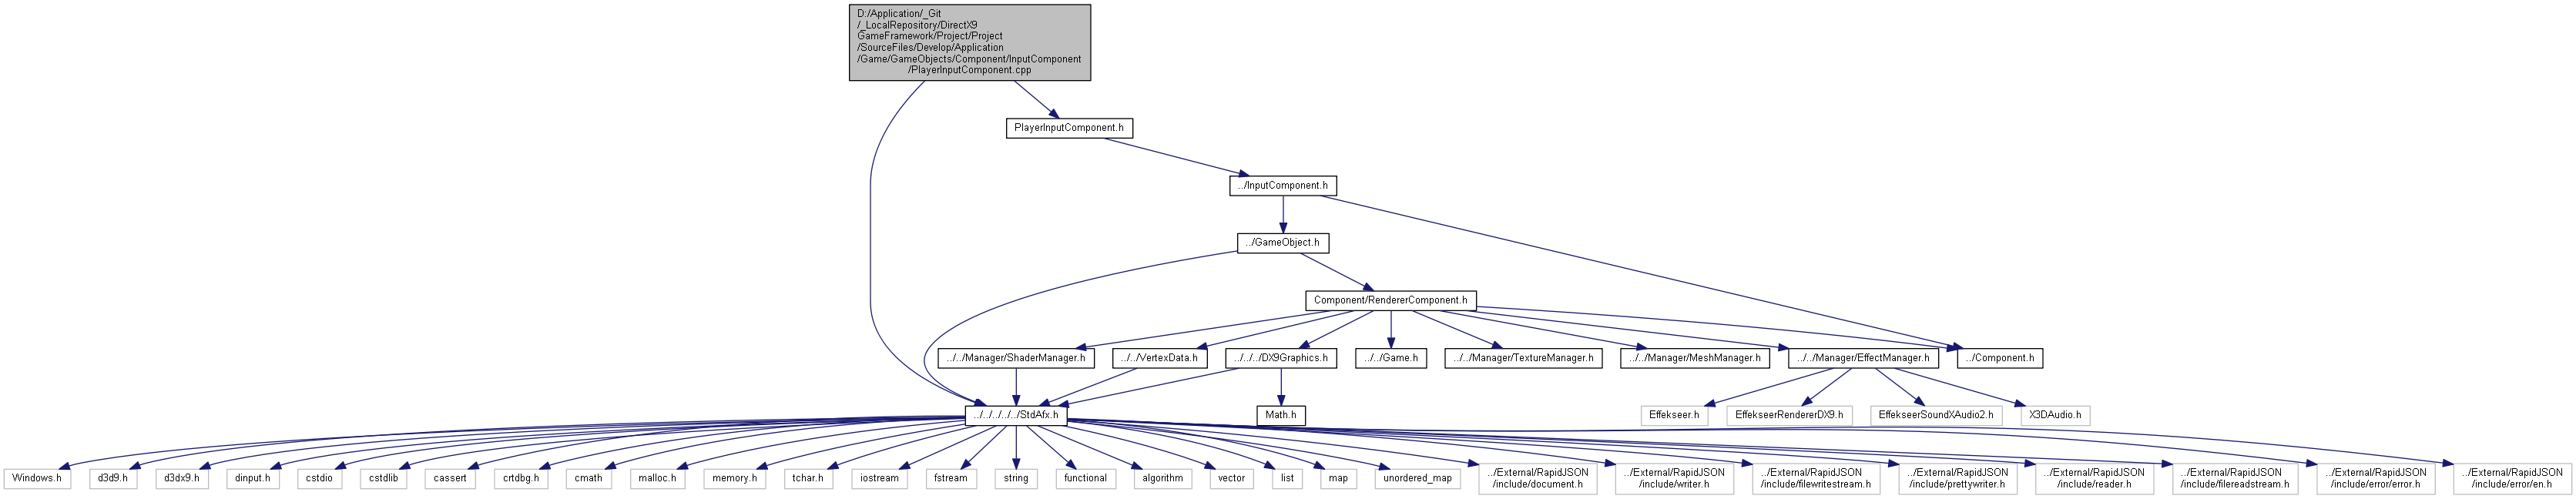 D:/Application/_Git
/_LocalRepository/DirectX9
GameFramework/Project/Project
/SourceFiles/Develop/Application
/Game/GameObjects/Component/InputComponent
/PlayerInputComponent.cpp
PlayerInputComponent.h
../InputComponent.h
../GameObject.h
Component/RendererComponent.h
../../Manager/ShaderManager.h
../../VertexData.h
../../../DX9Graphics.h
../../Game.h
../../Manager/TextureManager.h
../../Manager/MeshManager.h
../../Manager/EffectManager.h
../Component.h
../../../../../StdAfx.h
Math.h
Effekseer.h
EffekseerRendererDX9.h
EffekseerSoundXAudio2.h
X3DAudio.h
Windows.h
d3d9.h
d3dx9.h
dinput.h
cstdio
cstdlib
cassert
crtdbg.h
cmath
malloc.h
memory.h
tchar.h
iostream
fstream
string
functional
algorithm
vector
list
map
unordered_map
../External/RapidJSON
/include/document.h
../External/RapidJSON
/include/writer.h
../External/RapidJSON
/include/filewritestream.h
../External/RapidJSON
/include/prettywriter.h
../External/RapidJSON
/include/reader.h
../External/RapidJSON
/include/filereadstream.h
../External/RapidJSON
/include/error/error.h
../External/RapidJSON
/include/error/en.h